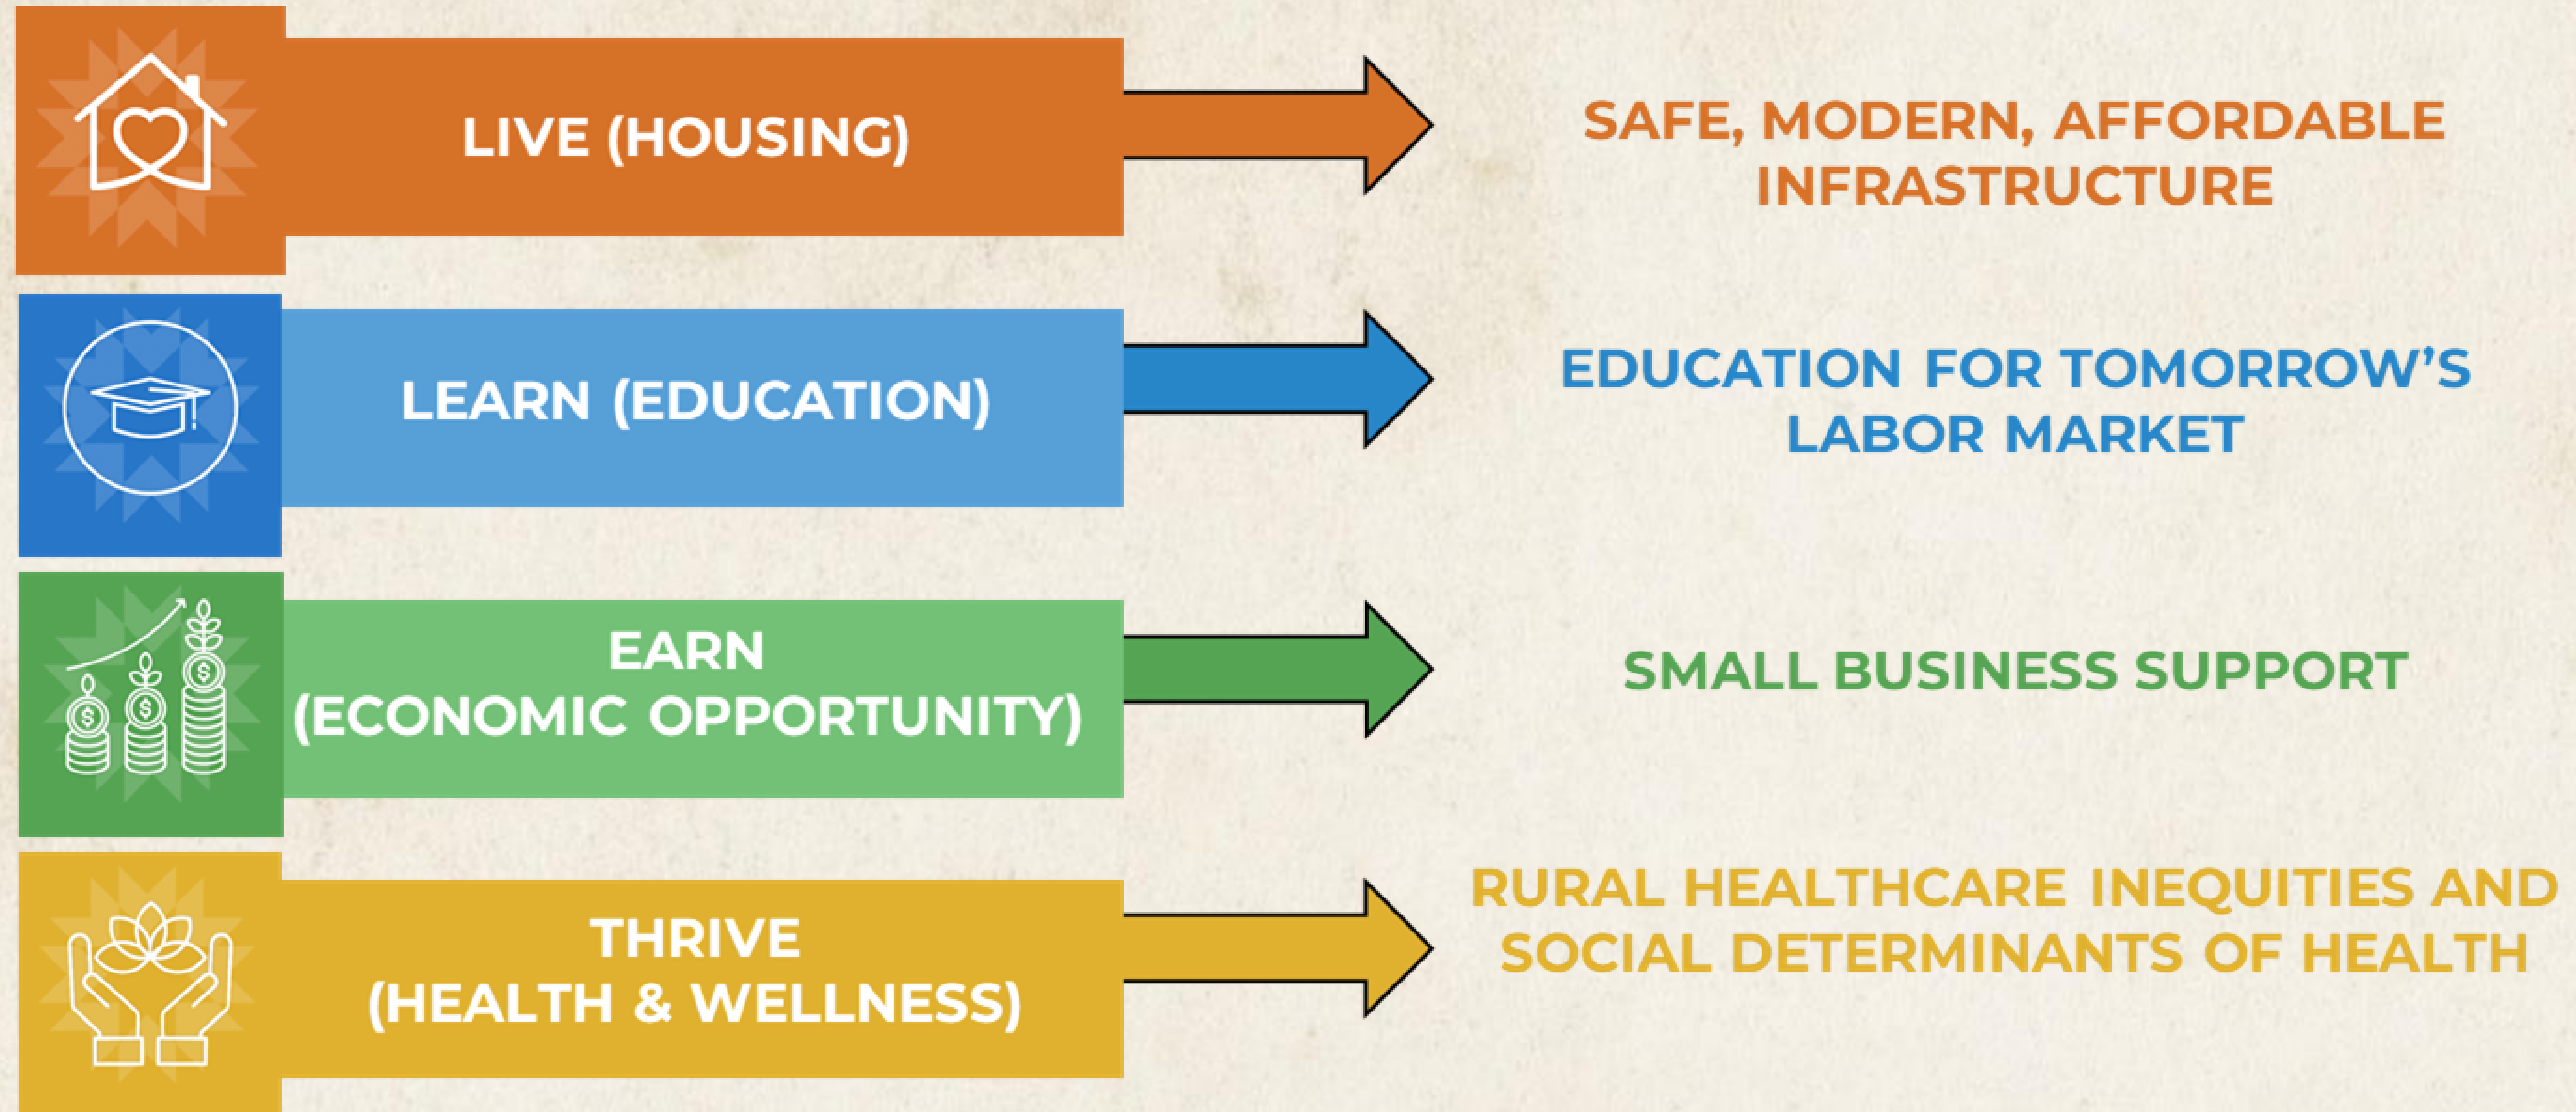 LIVE (HOUSING)
SAFE, MODERN, AFFORDABLE
INFRASTRUCTURE
LEARN (EDUCATION)
EDUCATION FOR TOMORROW’S
LABOR MARKET
EARN
(ECONOMIC OPPORTUNITY)
SMALL BUSINESS SUPPORT
THRIVE
(HEALTH & WELLNESS)
RURAL HEALTHCARE INEQUITIES AND
SOCIAL DETERMINANTS OF HEALTH